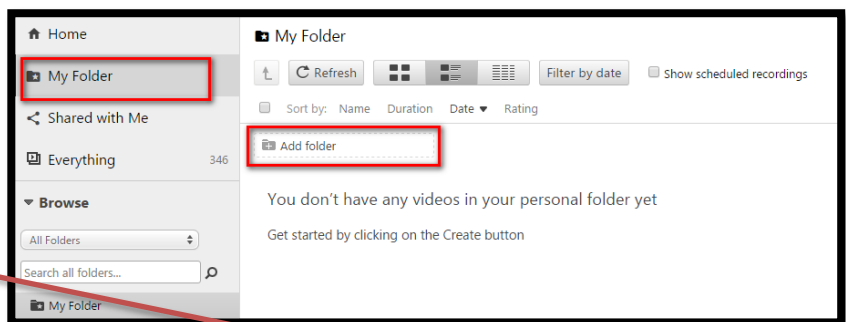 Home
My Folder
Shared with Me
Everything 346
Browse
All Folders
Search all folders...
My Folder
My Folder
Refresh Filter by date Show scheduled recordings
Sort by: Name Duration Date Rating
Add folder
You don't have any videos in your personal folder yet
Get started by clicking on the Create button